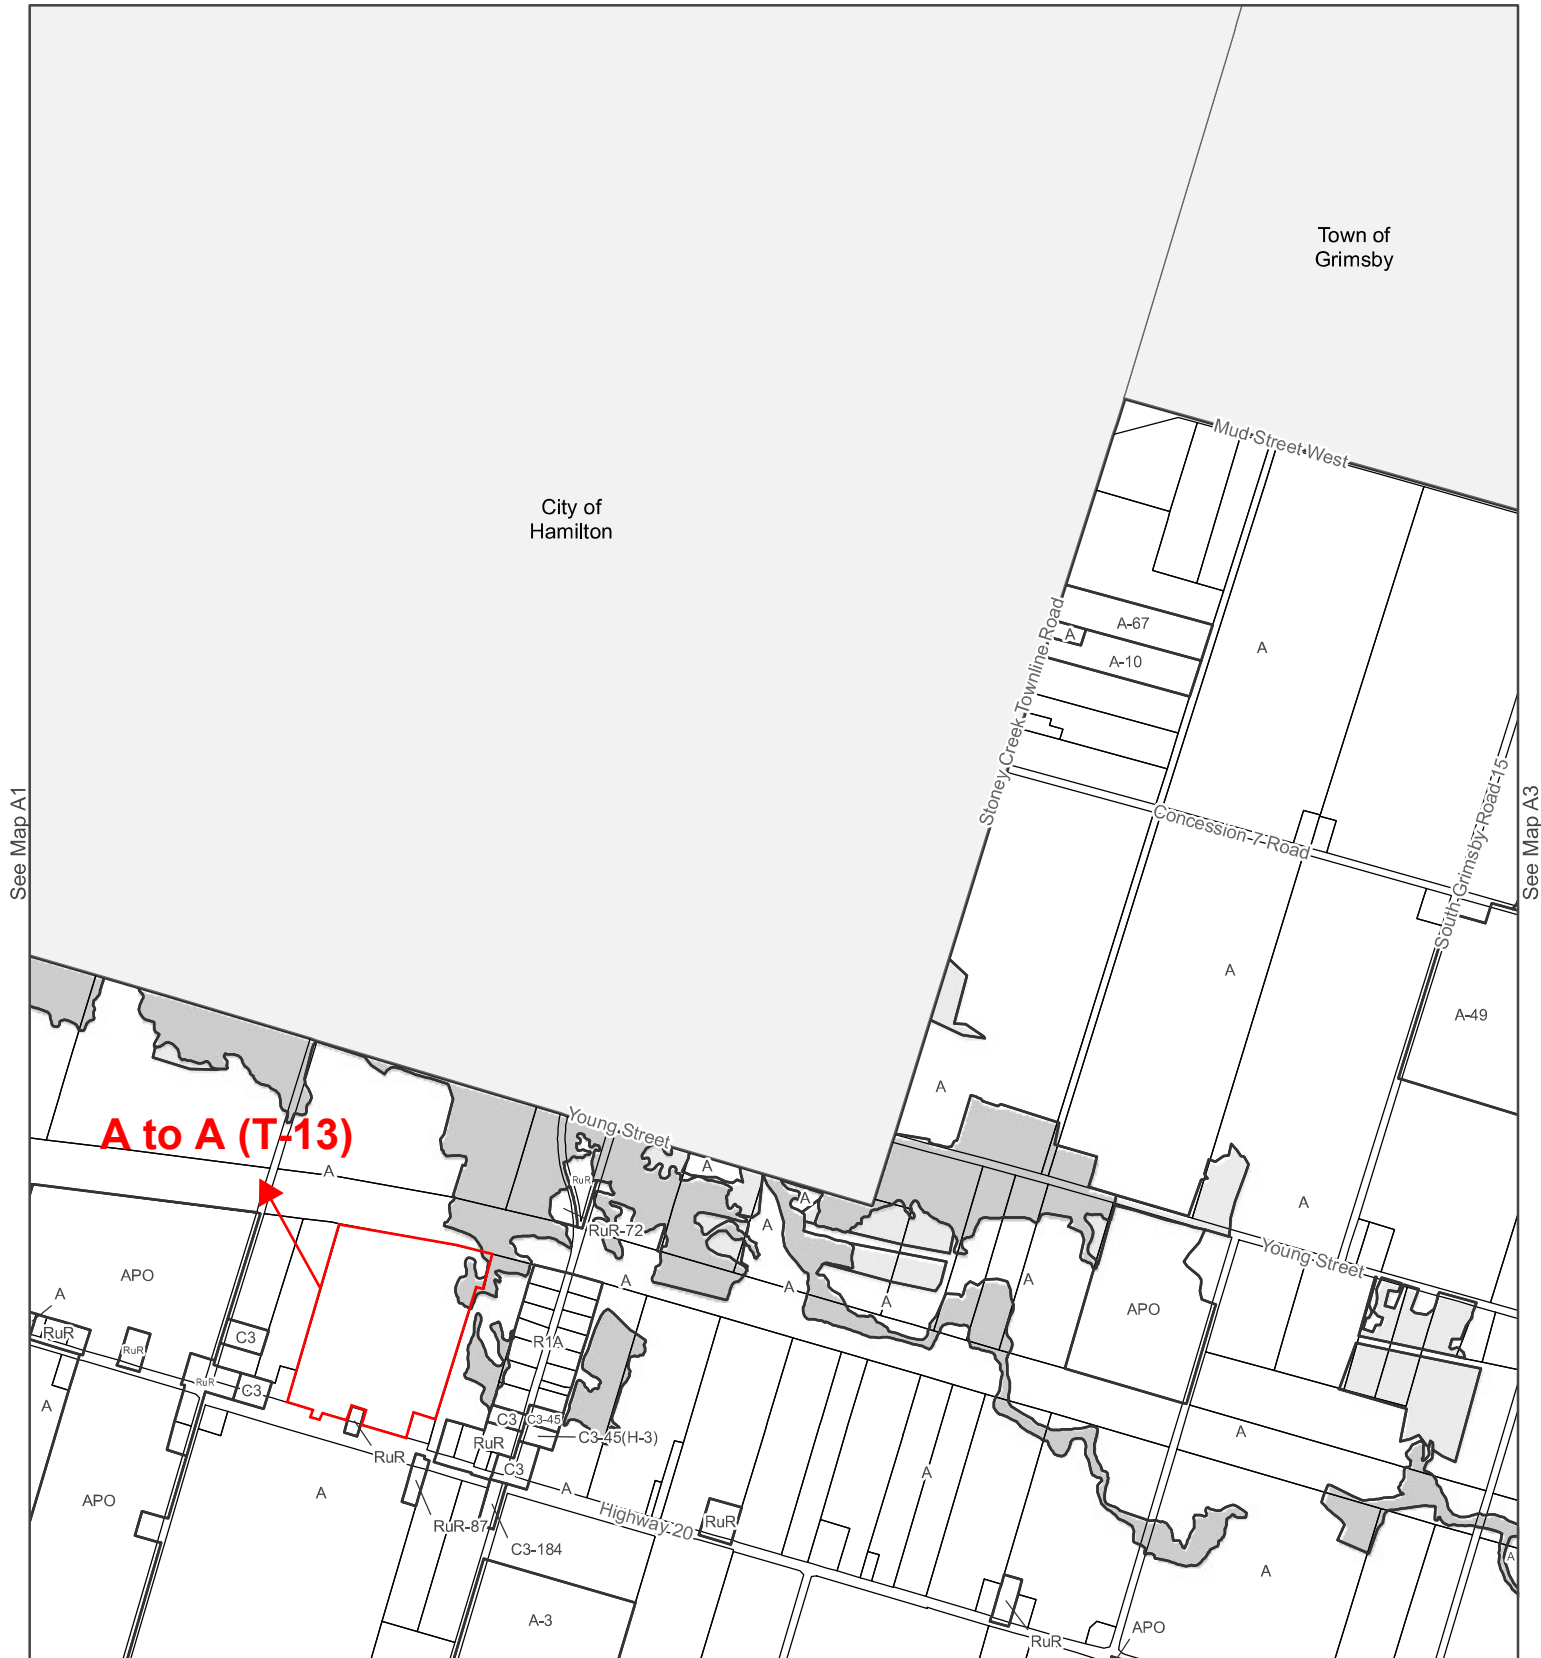 Town of
Grimsby
Mud Street West
City of
Hamilton
A-67
A
A-10
A
Stoney Creek Townline Road
See Map A1
See Map A3
Concession 7 Road
South Grimsby Road 15
A
A-49
A
Young Street
A to A (T-13)
A
A
A
RuR
A
A
A
RuR-72
Young Street
APO
A
A
A
A
A
APO
RuR
RuR
C3
R1A
RuR
C3
A
C3
C3-45
C3-45(H-3)
RuR
RuR
C3
A
A
A
APO
A
RuR-87
Highway 20
RuR
C3-184
A
A
A-3
RuR
APO